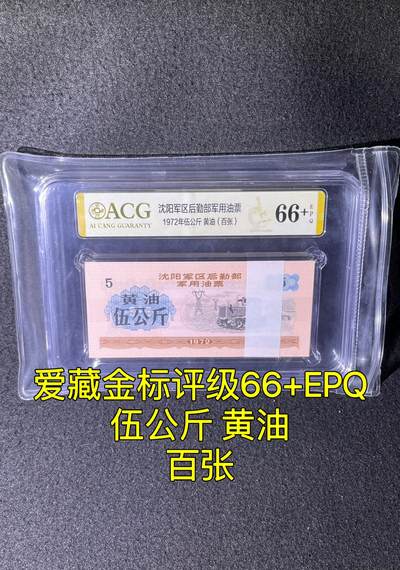 ACG
AI CANG GUARANTY
沈阳军区后勤部军用油票
1972年伍公斤 黄油（百张）
66+
EPQ
沈阳军区后勤部
军用油票
5
黄油
伍公斤
1972
爱藏金标评级66+EPQ
伍公斤 黄油
百张